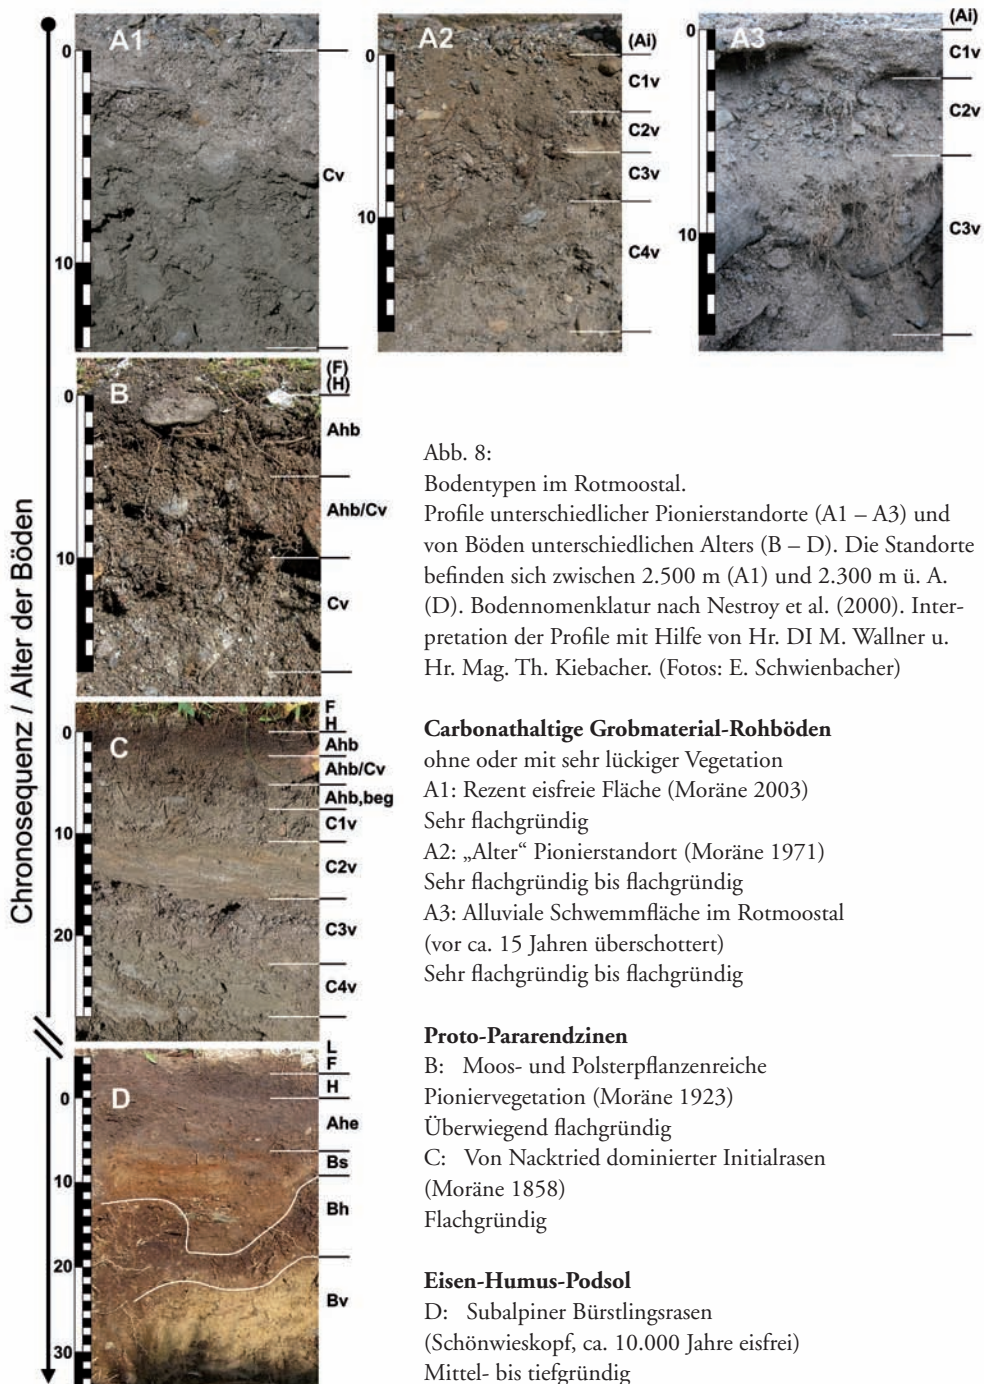 Chronosequenz / Alter der Böden
A1
0
10
Cv
A2
0
10
(Ai)
C1v
C2v
C3v
C4v
A3
0
10
(Ai)
C1v
C2v
C3v
B
0
10
(F)
(H)
Ahb
Ahb/Cv
Cv
C
0
10
20
F
H
Ahb
Ahb/Cv
Ahb,beg
C1v
C2v
C3v
C4v
D
0
10
20
30
L
F
H
Ahe
Bs
Bh
Bv
Abb. 8:
Bodentypen im Rotmoostal.
Profile unterschiedlicher Pionierstandorte (A1 – A3) und
von Böden unterschiedlichen Alters (B – D). Die Standorte
befinden sich zwischen 2.500 m (A1) und 2.300 m ü. A.
(D). Bodennomenklatur nach Nestroy et al. (2000). Inter-
pretation der Profile mit Hilfe von Hr. DI M. Wallner u.
Hr. Mag. Th. Kiebacher. (Fotos: E. Schwienbacher)
Carbonathaltige Grobmaterial-Rohböden
ohne oder mit sehr lückiger Vegetation
A1: Rezent eisfreie Fläche (Moräne 2003)
Sehr flachgründig
A2: „Alter“ Pionierstandort (Moräne 1971)
Sehr flachgründig bis flachgründig
A3: Alluviale Schwemmfläche im Rotmoostal
(vor ca. 15 Jahren überschottert)
Sehr flachgründig bis flachgründig
Proto-Pararendzinen
B: Moos- und Polsterpflanzenreiche
Pioniervegetation (Moräne 1923)
Überwiegend flachgründig
C: Von Nacktried dominierter Initialrasen
(Moräne 1858)
Flachgründig
Eisen-Humus-Podsol
D: Subalpiner Bürstlingsrasen
(Schönwieskopf, ca. 10.000 Jahre eisfrei)
Mittel- bis tiefgründig